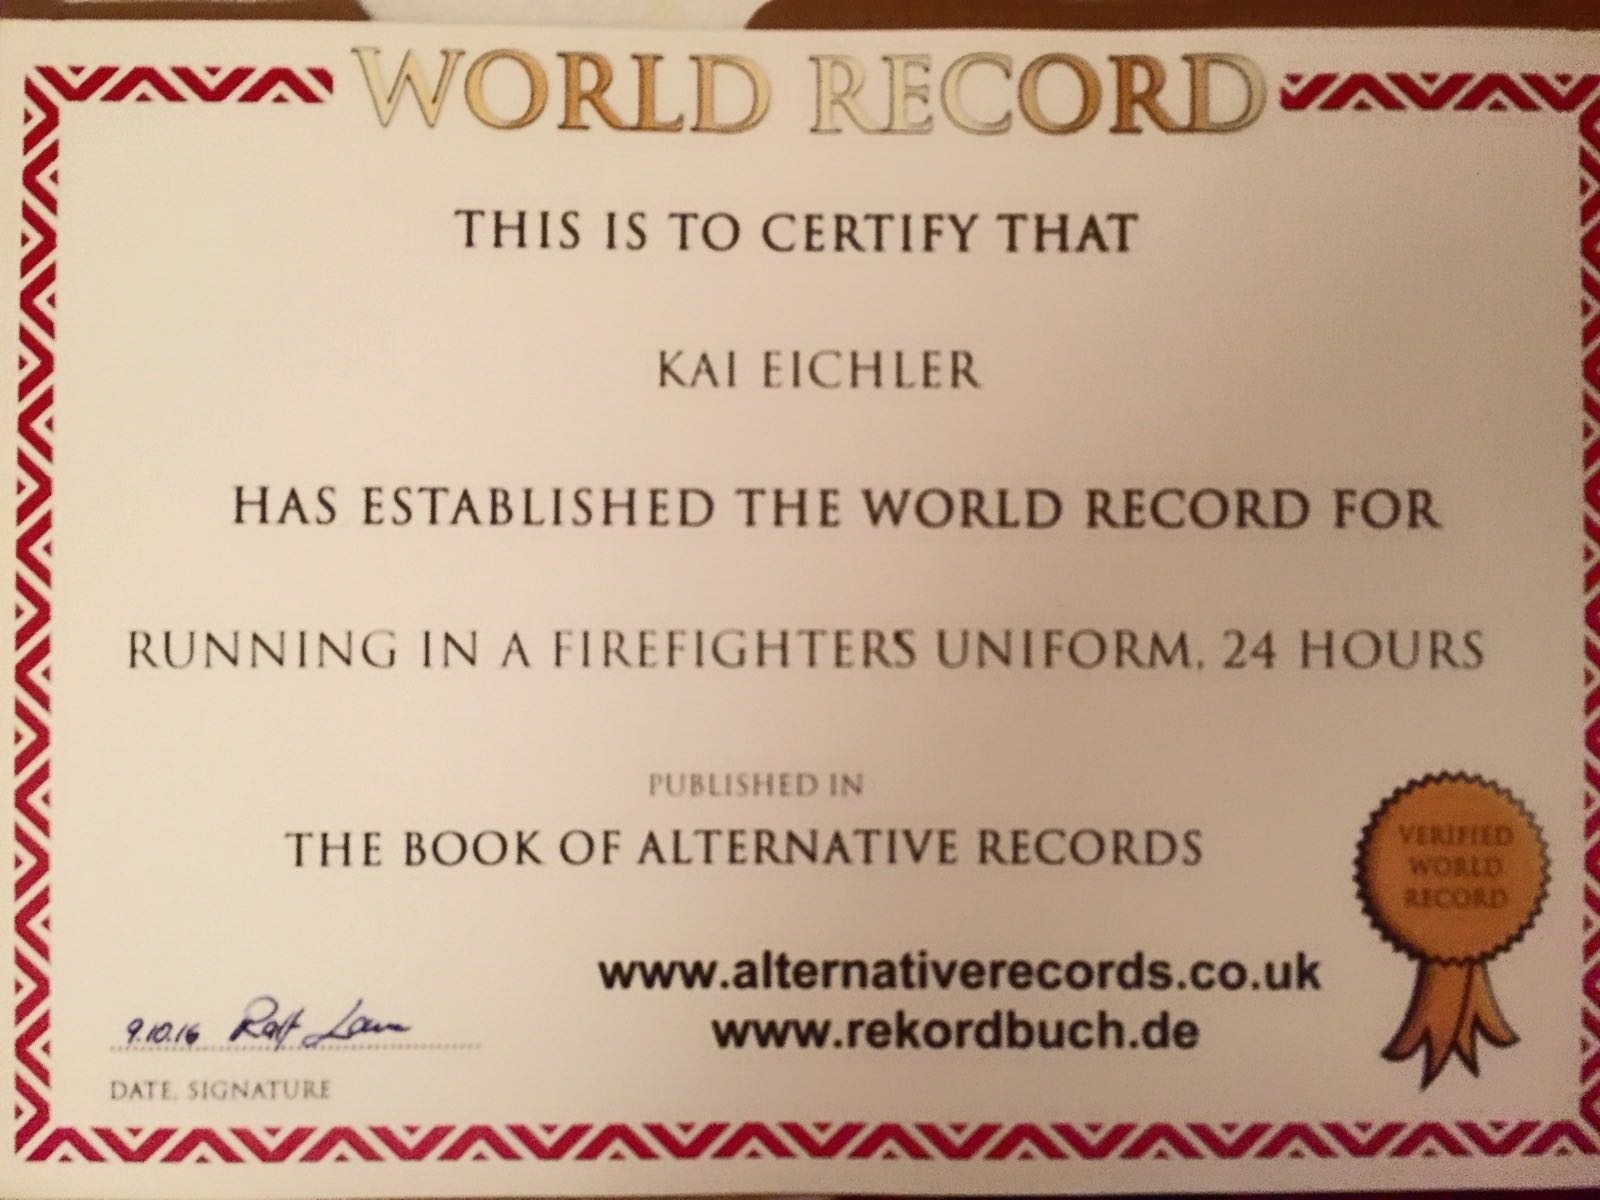 WORLD RECORD
THIS IS TO CERTIFY THAT
KAI EICHLER
HAS ESTABLISHED THE WORLD RECORD FOR
RUNNING IN A FIREFIGHTERS UNIFORM, 24 HOURS
PUBLISHED IN
THE BOOK OF ALTERNATIVE RECORDS
VERIFIED
WORLD
RECORD
www.alternativerecords.co.uk
www.rekordbuch.de
9.10.16 Ralf
DATE, SIGNATURE